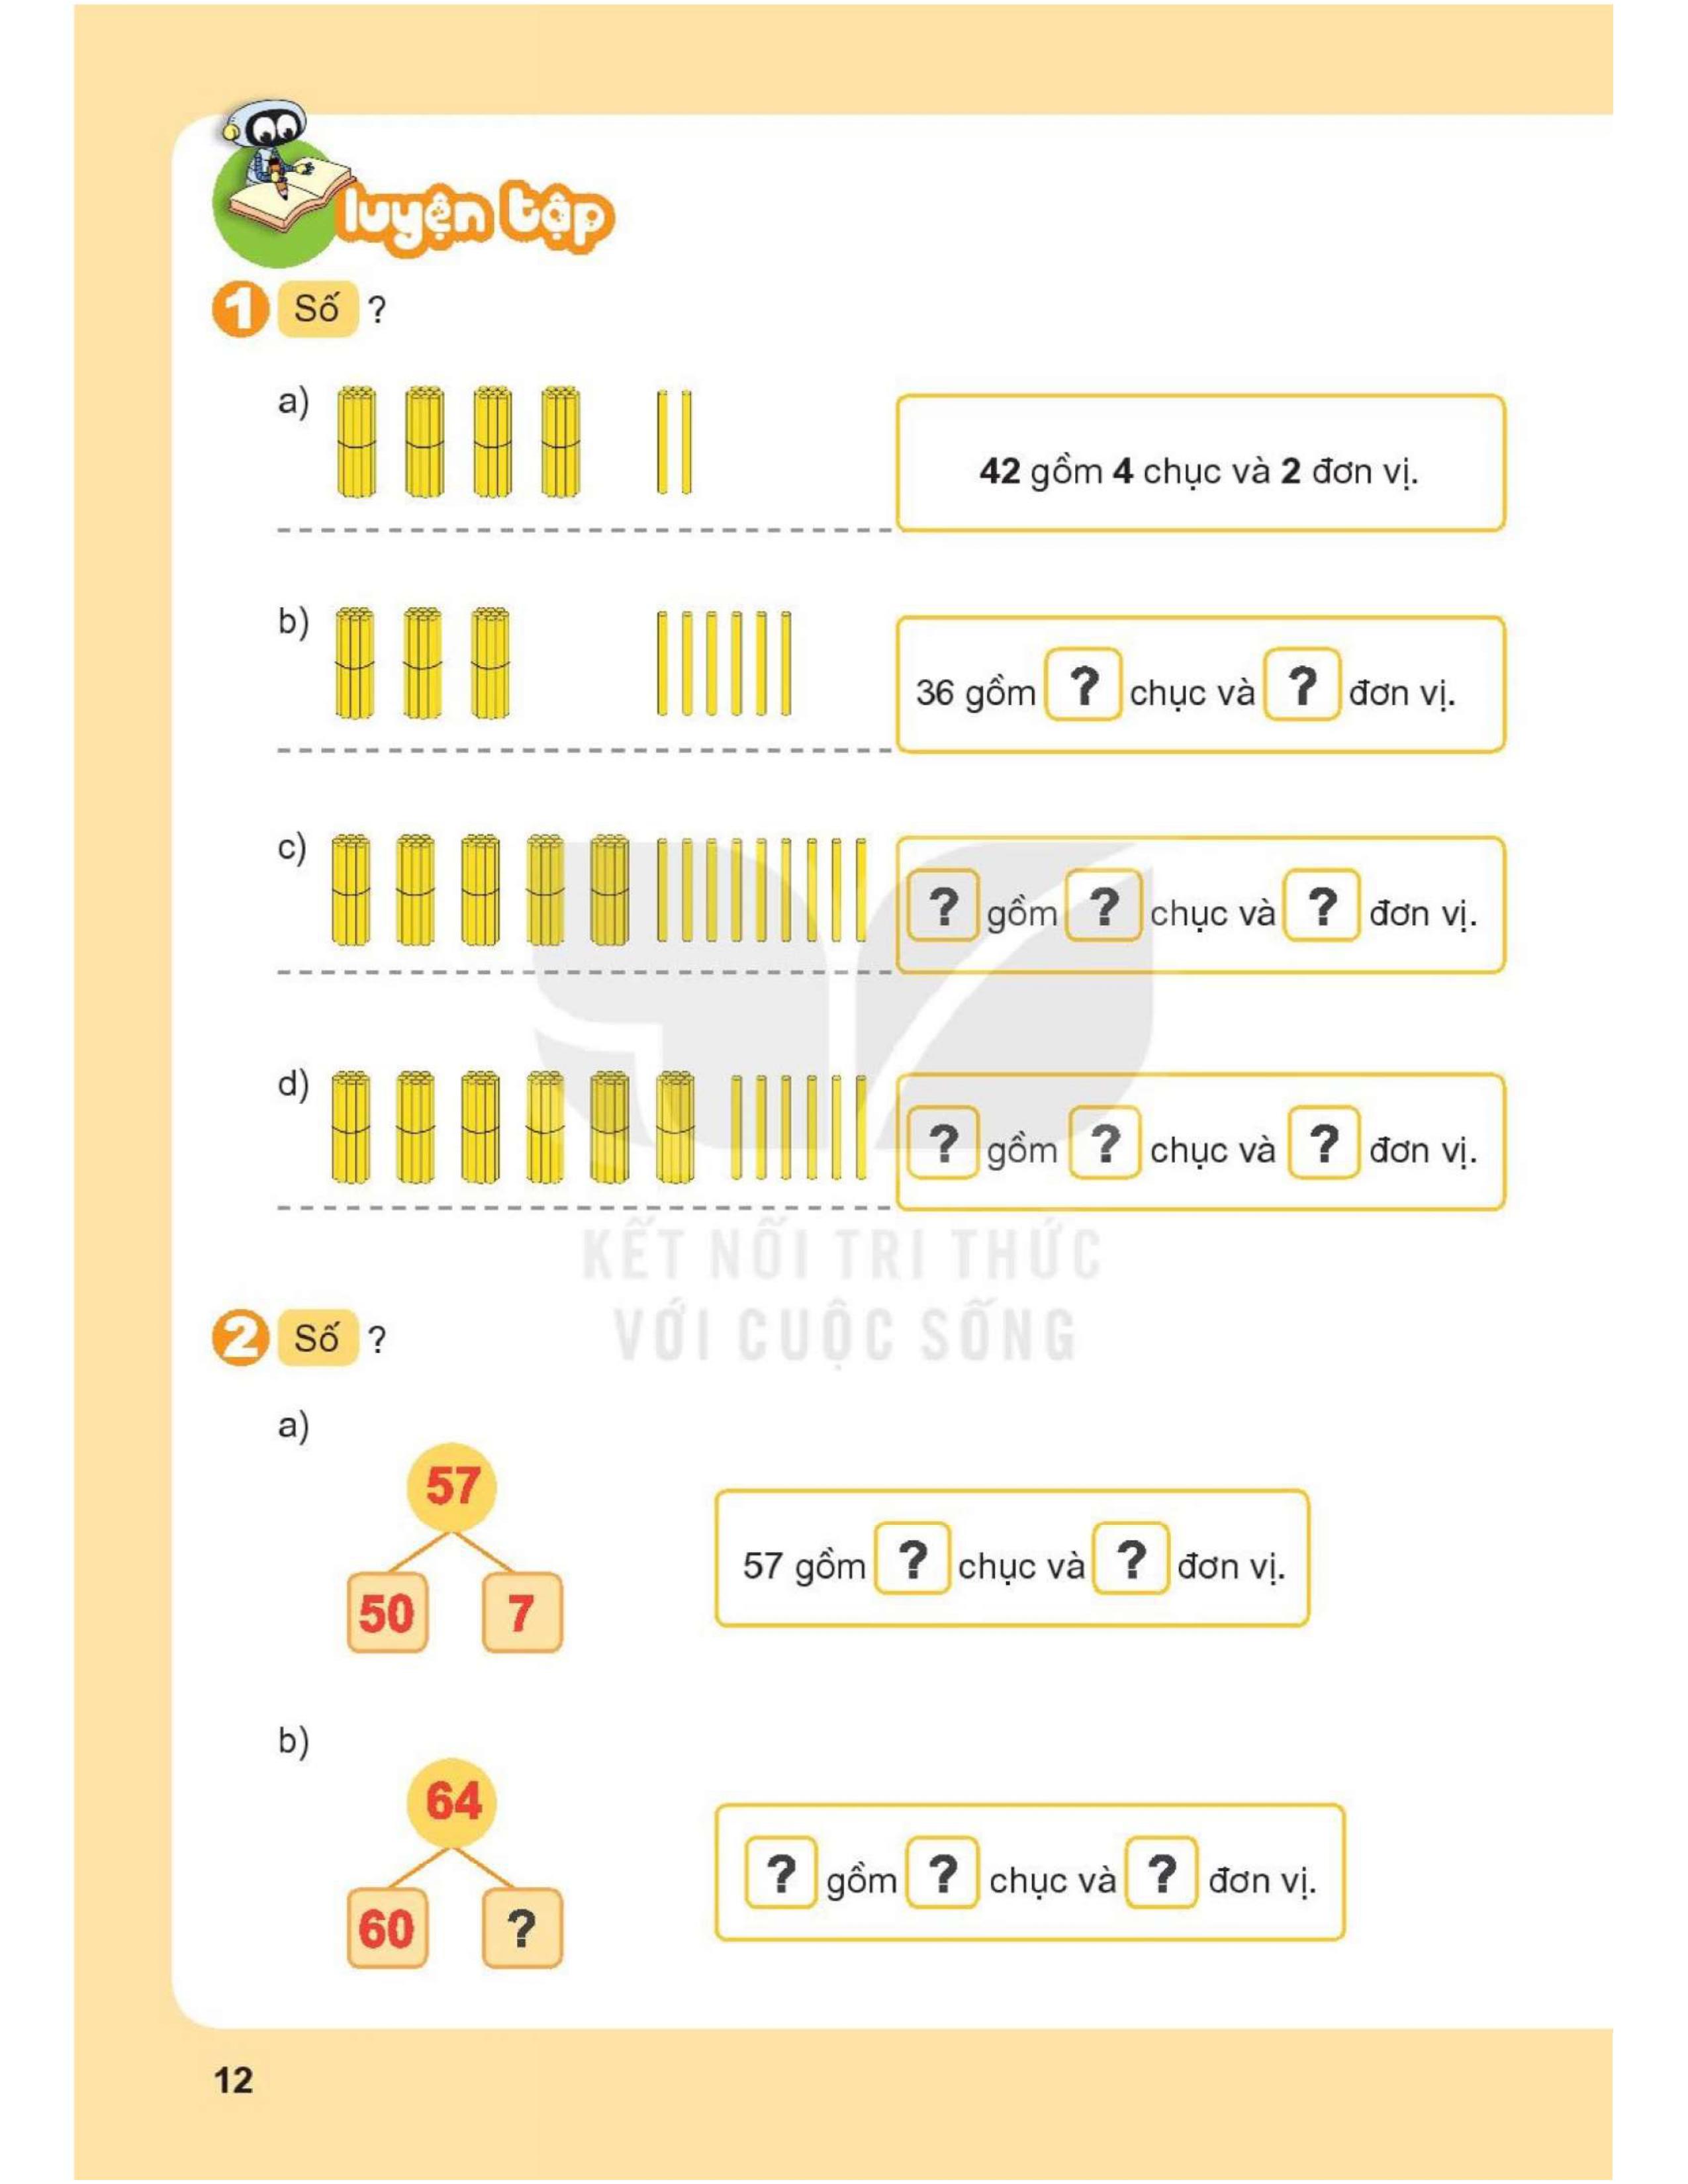 luyện tập
1 Số ?
a)
42 gồm 4 chục và 2 đơn vị.
b)
36 gồm ? chục và ? đơn vị.
c)
? gồm ? chục và ? đơn vị.
d)
? gồm ? chục và ? đơn vị.
KẾT NỐI TRI THỨC
VỚI CUỘC SỐNG
2 Số ?
a)
57
57 gồm ? chục và ? đơn vị.
50 7
b)
64
? gồm ? chục và ? đơn vị.
60 ?
12